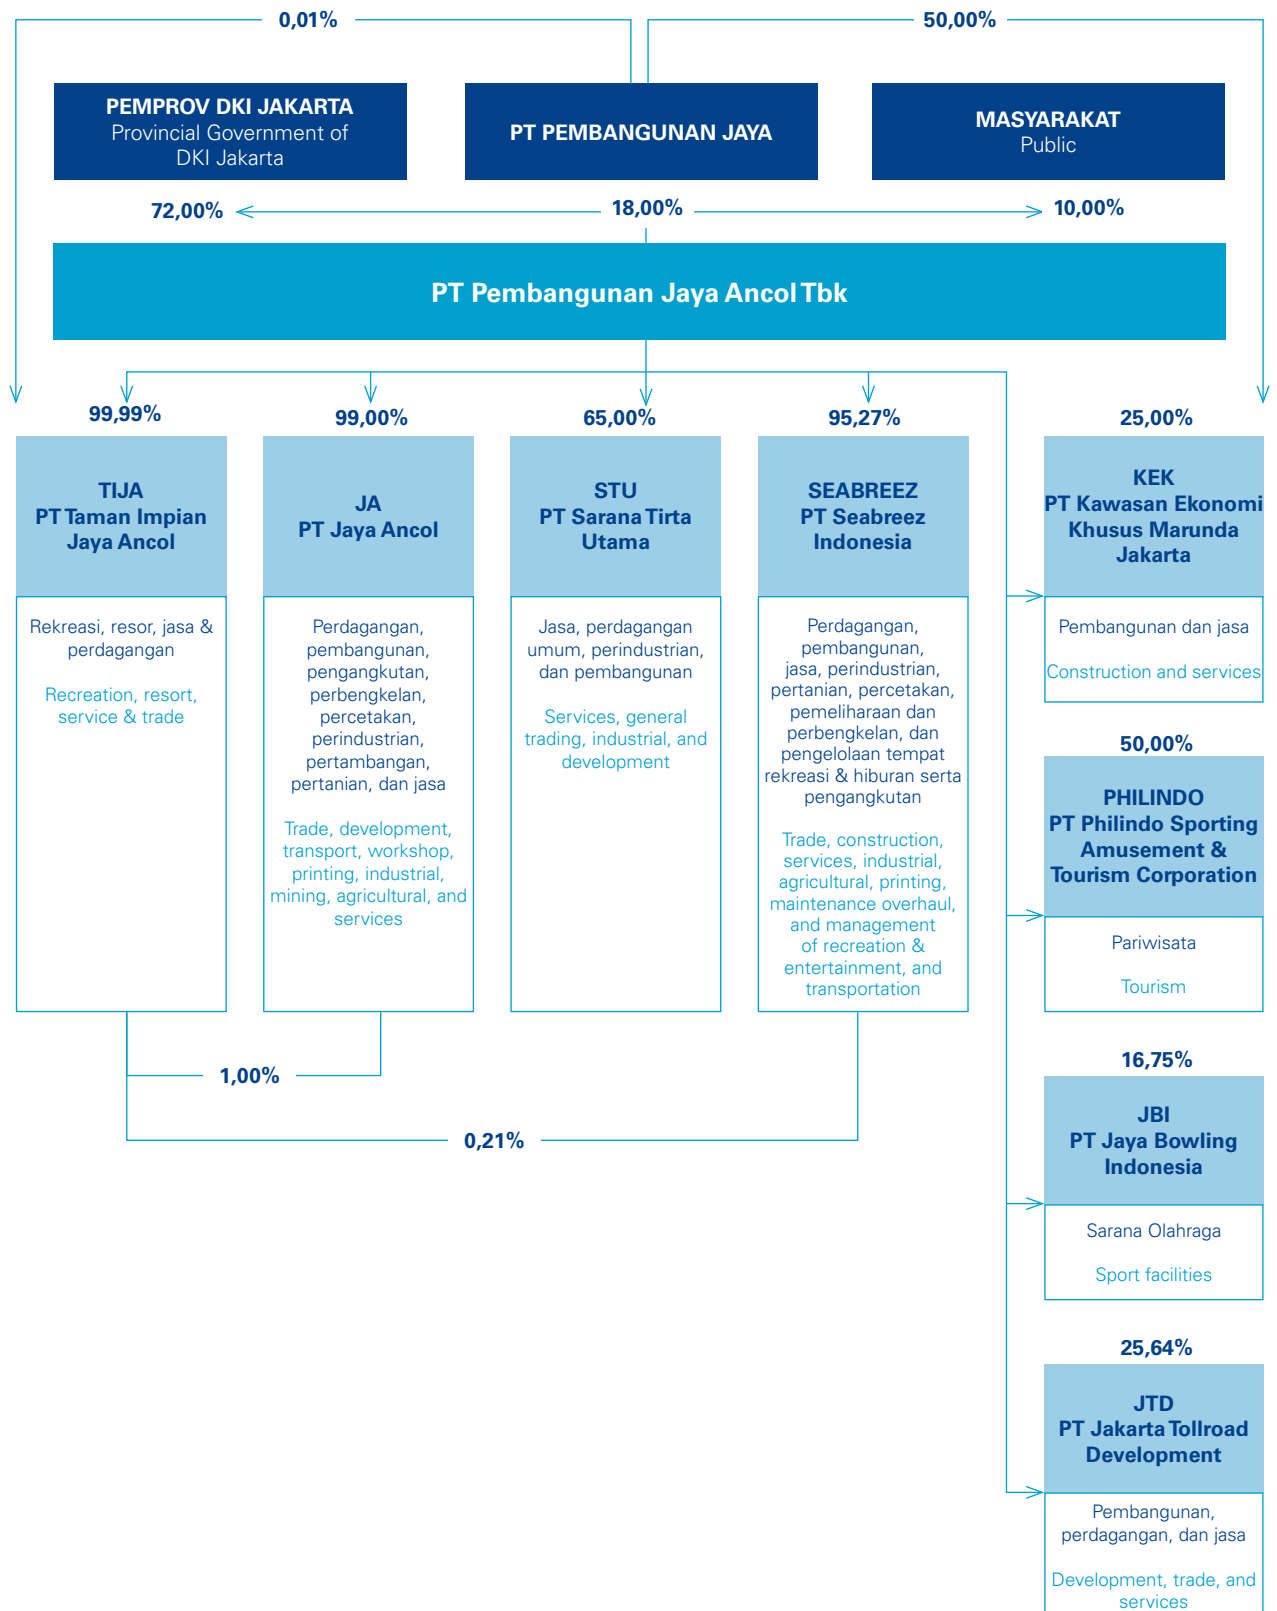 0,01%
50,00%
PEMPROV DKI JAKARTA
Provincial Government of
DKI Jakarta
PT PEMBANGUNAN JAYA
MASYARAKAT
Public
72,00%
18,00%
10,00%
PT Pembangunan Jaya Ancol Tbk
99,99%
TIJA
PT Taman Impian
Jaya Ancol
Rekreasi, resor, jasa &
perdagangan
Recreation, resort,
service & trade
99,00%
JA
PT Jaya Ancol
Perdagangan,
pembangunan,
pengangkutan,
perbengkelan,
percetakan,
perindustrian,
pertambangan,
pertanian, dan jasa
Trade, development,
transport, workshop,
printing, industrial,
mining, agricultural, and
services
65,00%
STU
PT Sarana Tirta
Utama
Jasa, perdagangan
umum, perindustrian,
dan pembangunan
Services, general
trading, industrial, and
development
95,27%
SEABREEZ
PT Seabreez
Indonesia
Perdagangan,
pembangunan,
jasa, perindustrian,
pertanian, percetakan,
pemeliharaan dan
perbengkelan, dan
pengelolaan tempat
rekreasi & hiburan serta
pengangkutan
Trade, construction,
services, industrial,
agricultural, printing,
maintenance overhaul,
and management
of recreation &
entertainment, and
transportation
1,00%
0,21%
25,00%
KEK
PT Kawasan Ekonomi
Khusus Marunda
Jakarta
Pembangunan dan jasa
Construction and services
50,00%
PHILINDO
PT Philindo Sporting
Amusement &
Tourism Corporation
Pariwisata
Tourism
16,75%
JBI
PT Jaya Bowling
Indonesia
Sarana Olahraga
Sport facilities
25,64%
JTD
PT Jakarta Tollroad
Development
Pembangunan,
perdagangan, dan jasa
Development, trade, and
services